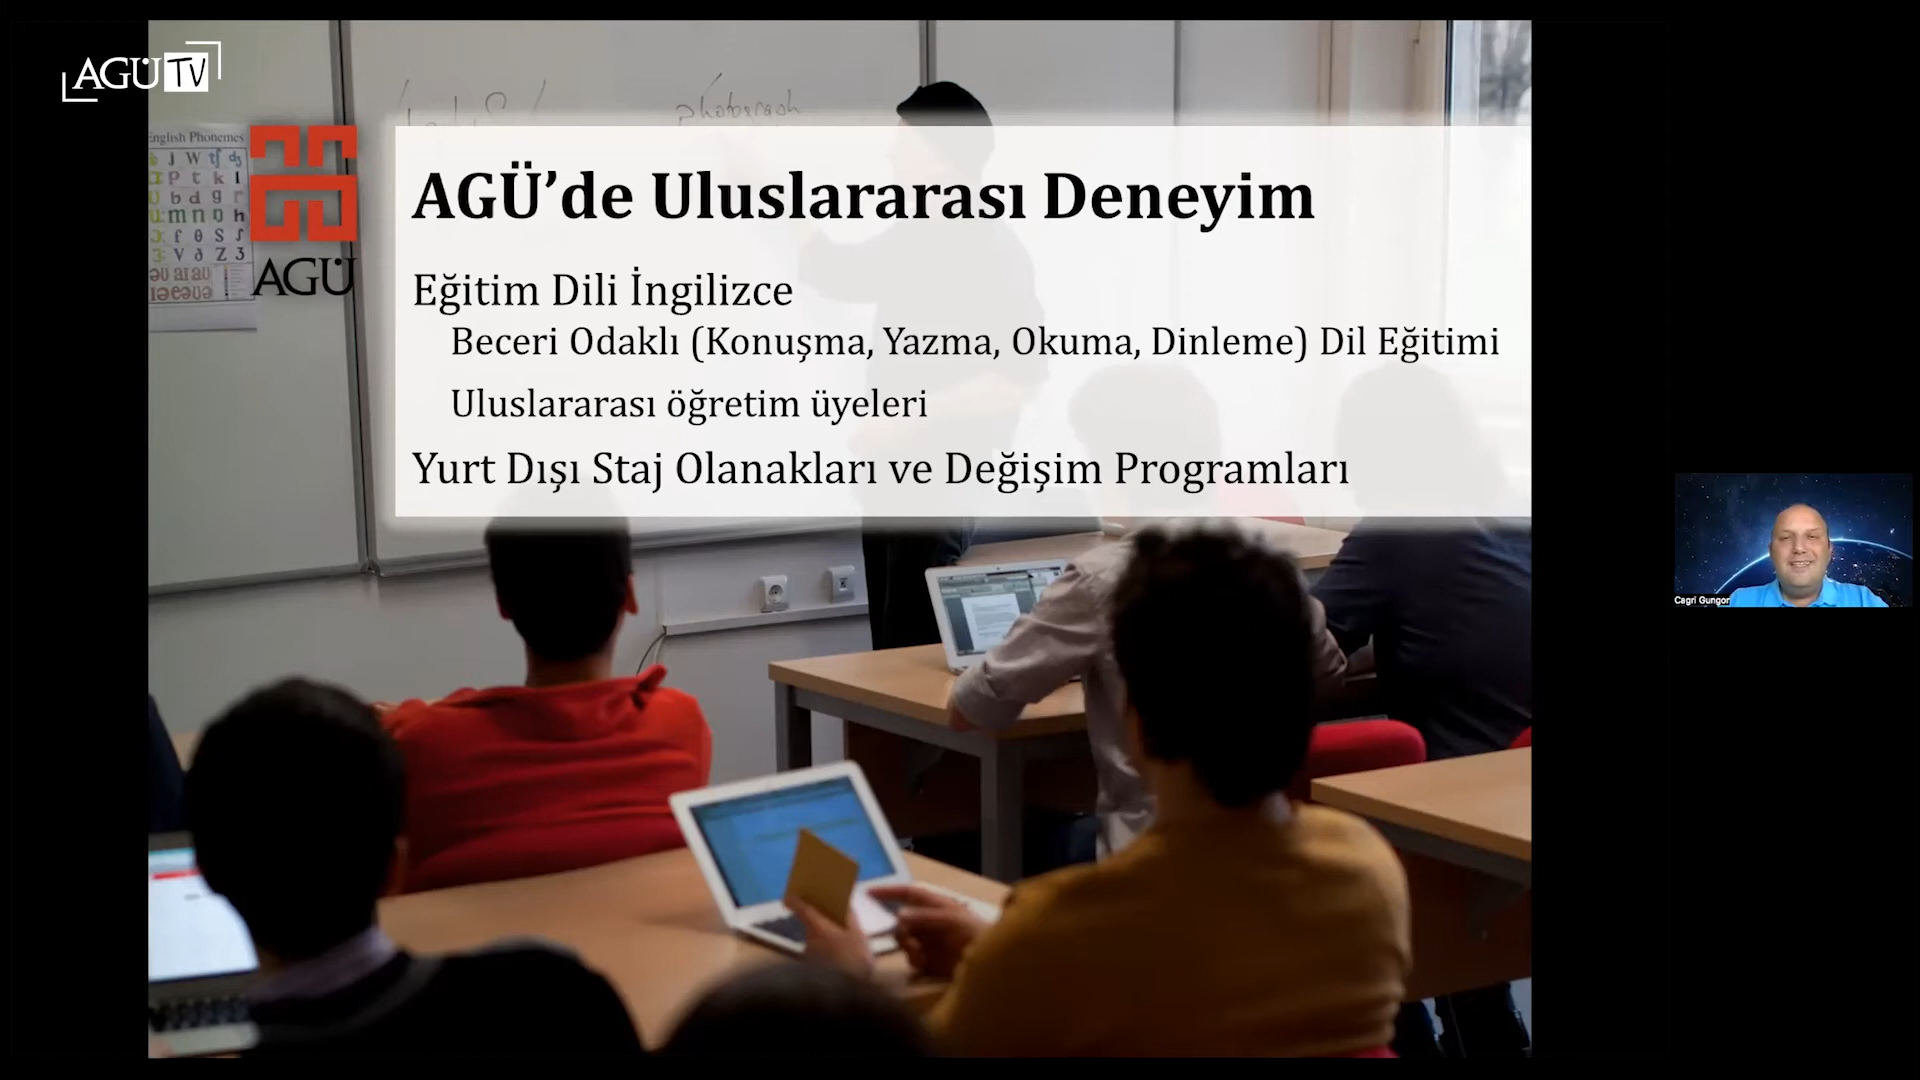 AGÜ TV
English Phonemes
photograph
AGÜ
AGÜ’de Uluslararası Deneyim
Eğitim Dili İngilizce
Beceri Odaklı (Konuşma, Yazma, Okuma, Dinleme) Dil Eğitimi
Uluslararası öğretim üyeleri
Yurt Dışı Staj Olanakları ve Değişim Programları
Cagri Gungor